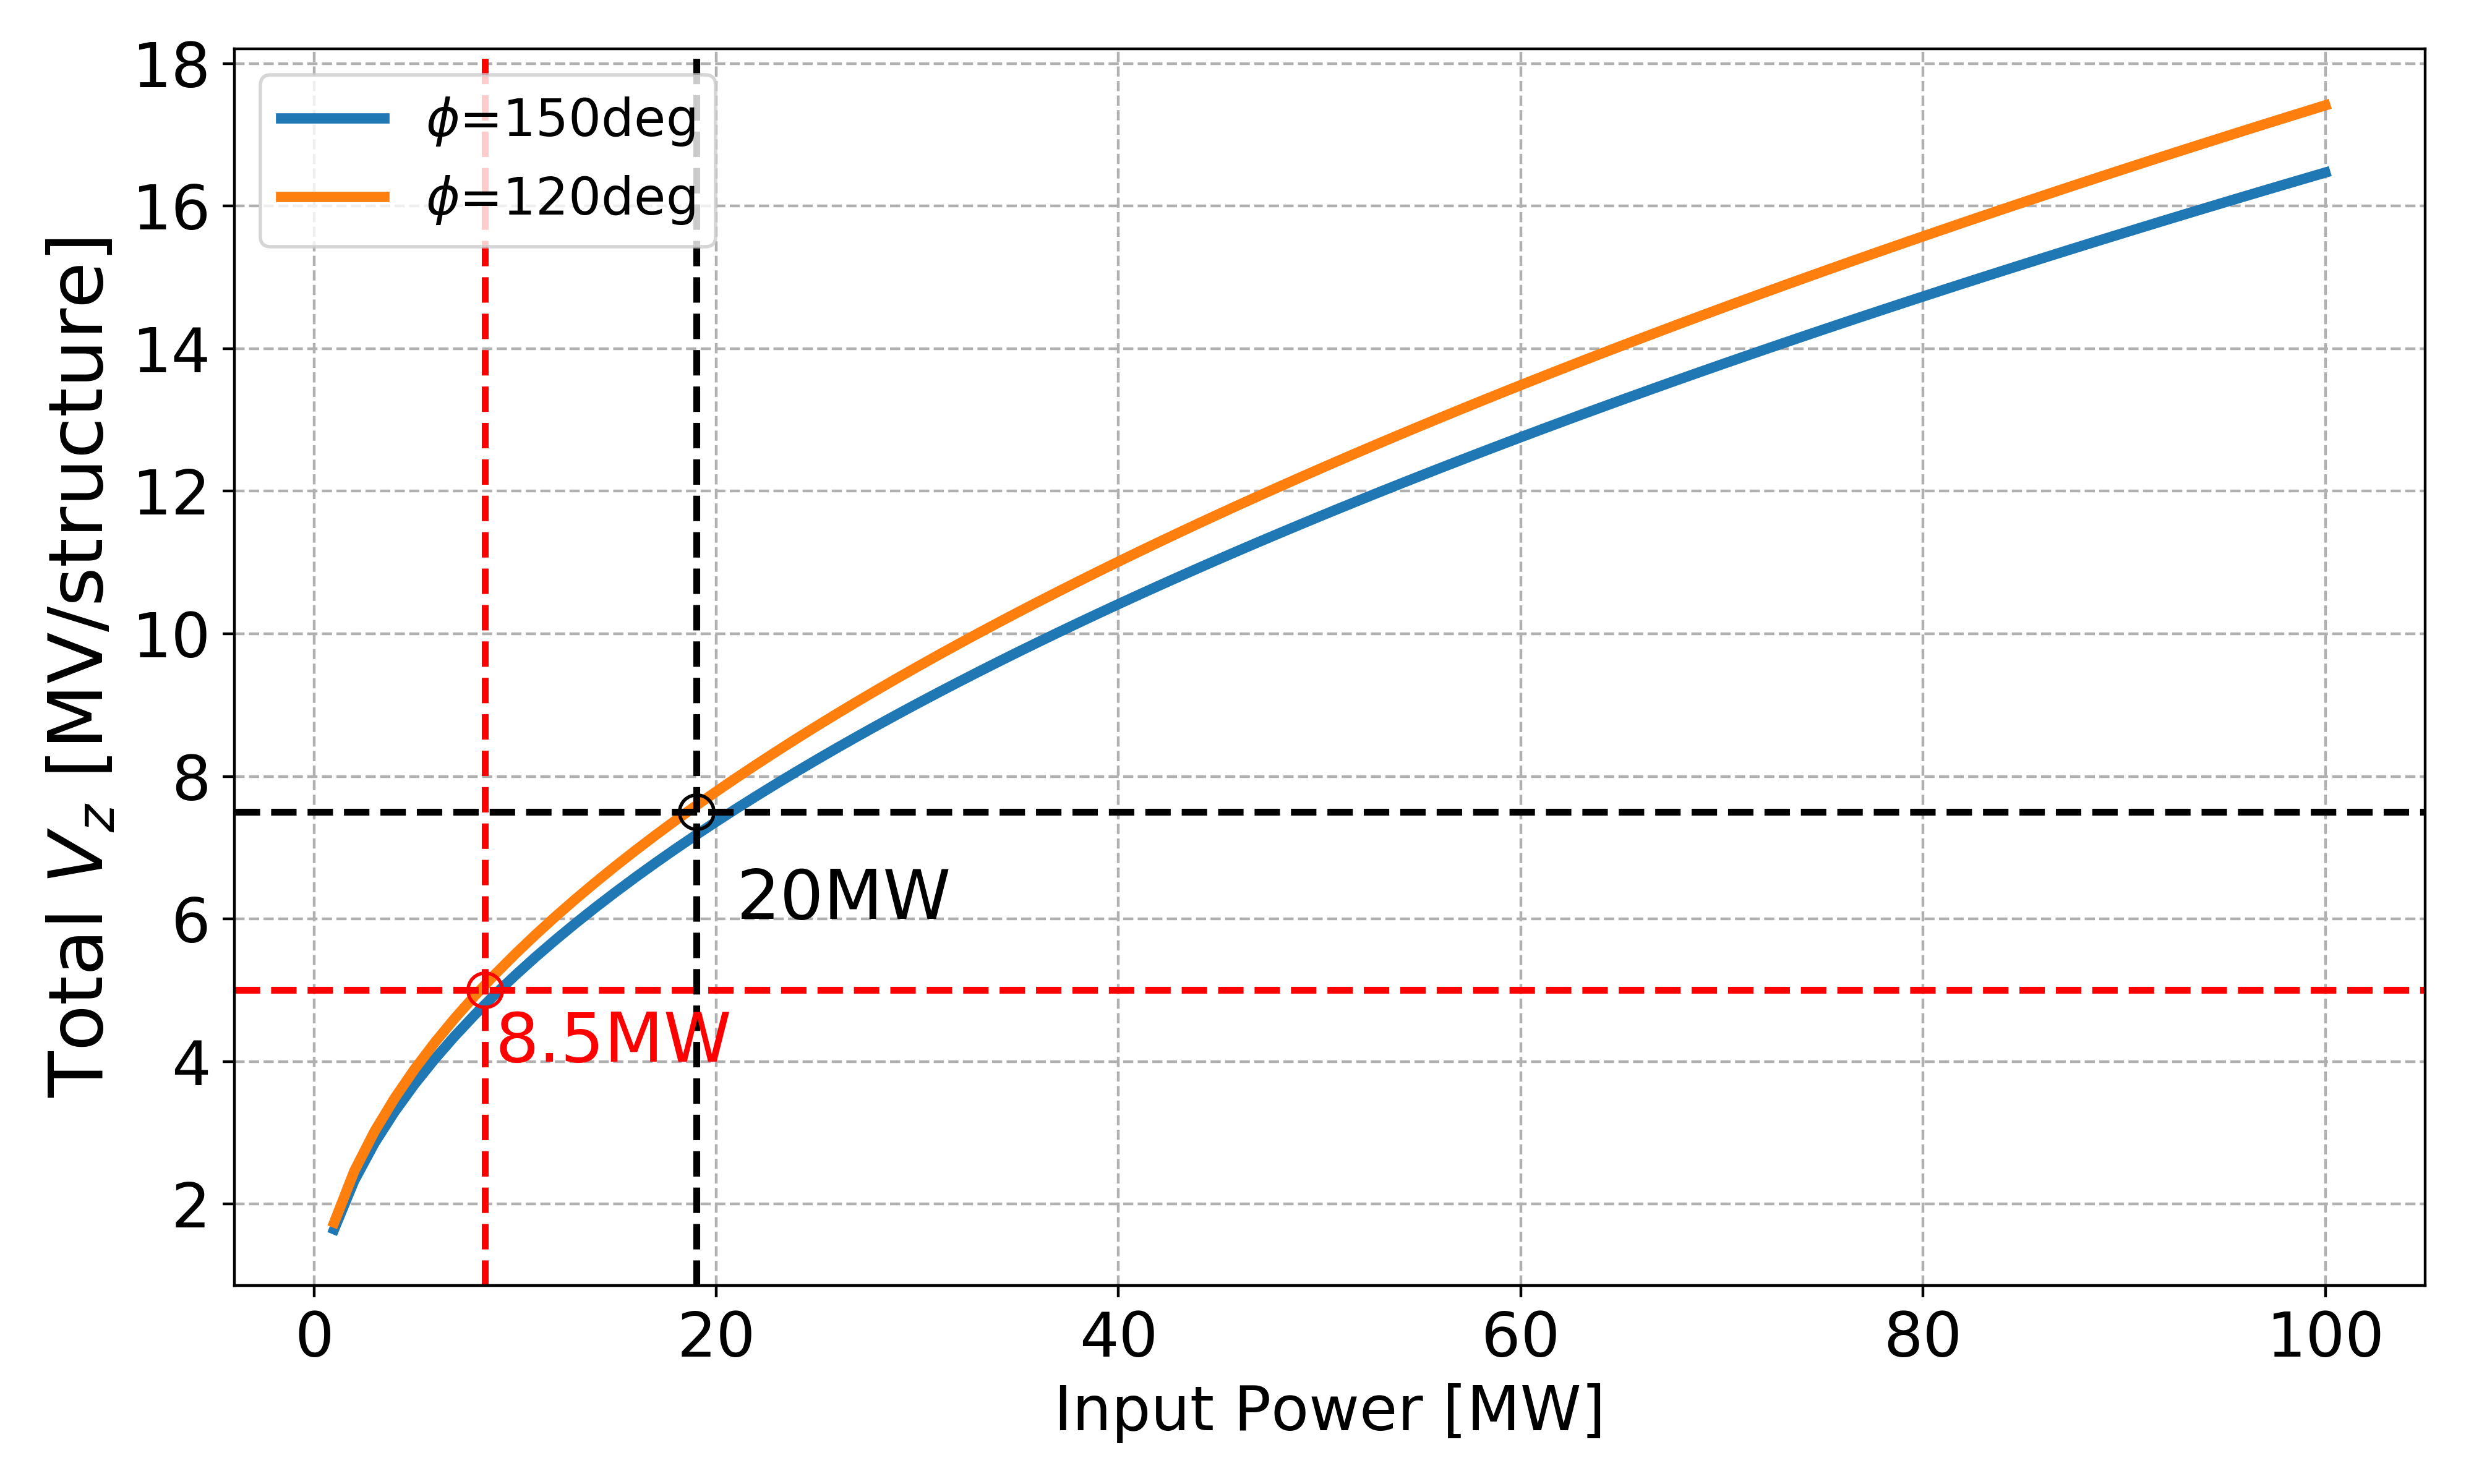 18
16
14
12
10
8
6
4
2
Total Vz [MV/structure]
ϕ=150deg
ϕ=120deg
20MW
8.5MW
0 20 40 60 80 100
Input Power [MW]